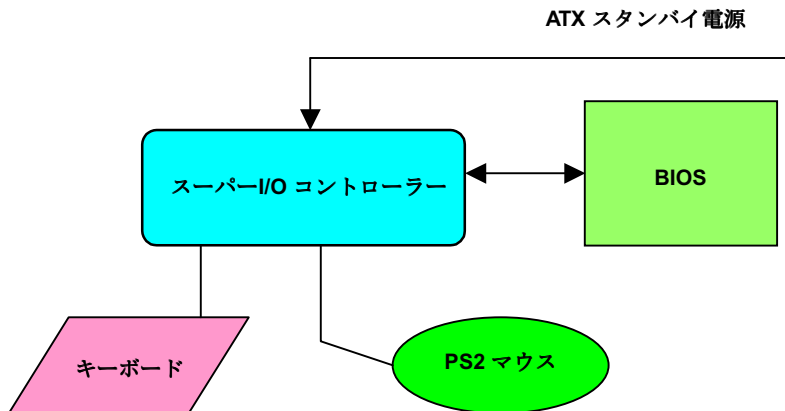 ATX スタンバイ電源
スーパーI/O コントローラー
BIOS
キーボード
PS2 マウス